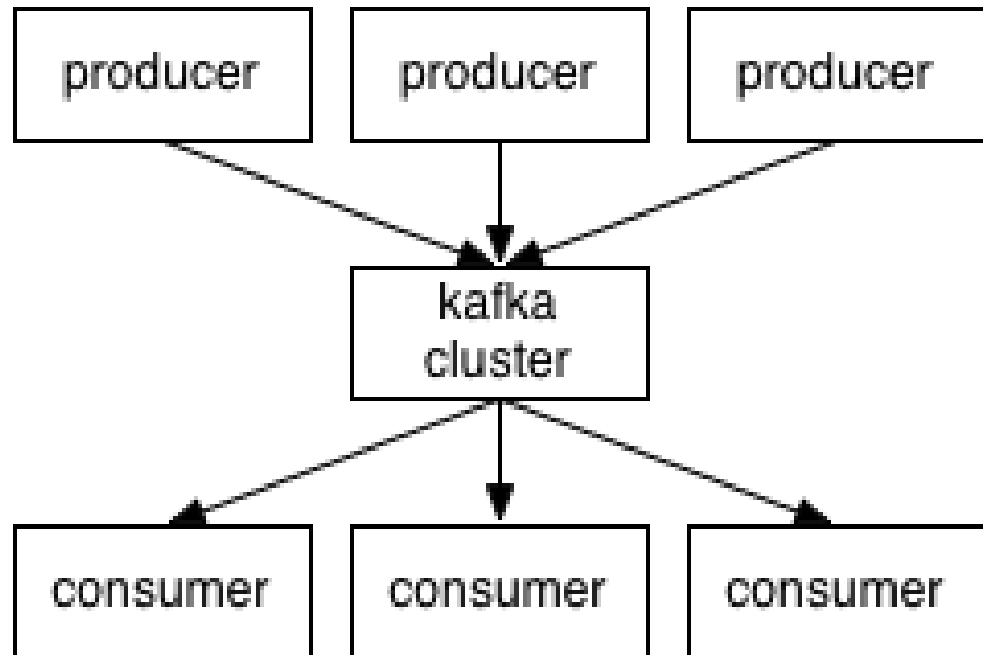 producer
producer
producer
kafka
cluster
consumer
consumer
consumer